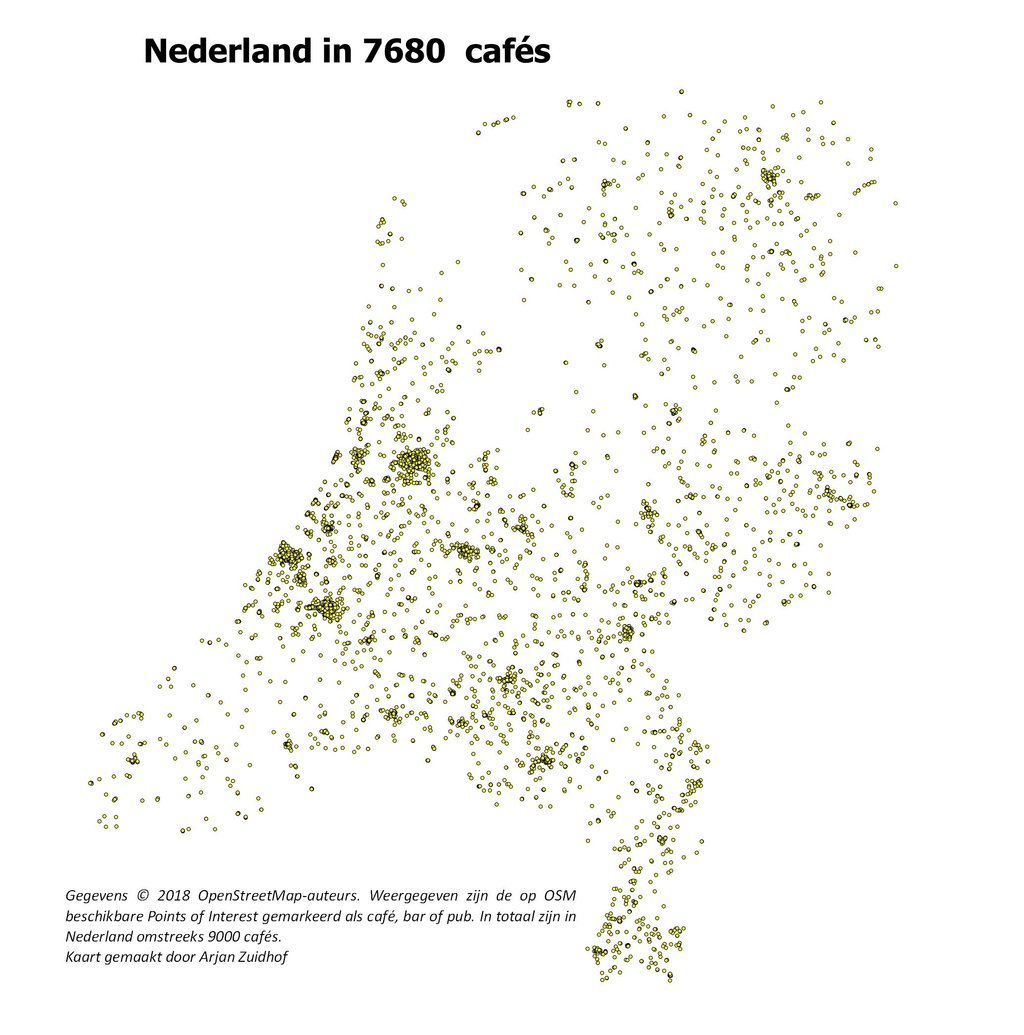 Nederland in 7680 cafés
Gegevens © 2018 OpenStreetMap-auteurs. Weergegeven zijn de op OSM
beschikbare Points of Interest gemarkeerd als café, bar of pub. In totaal zijn in
Nederland omstreeks 9000 cafés.
Kaart gemaakt door Arjan Zuidhof